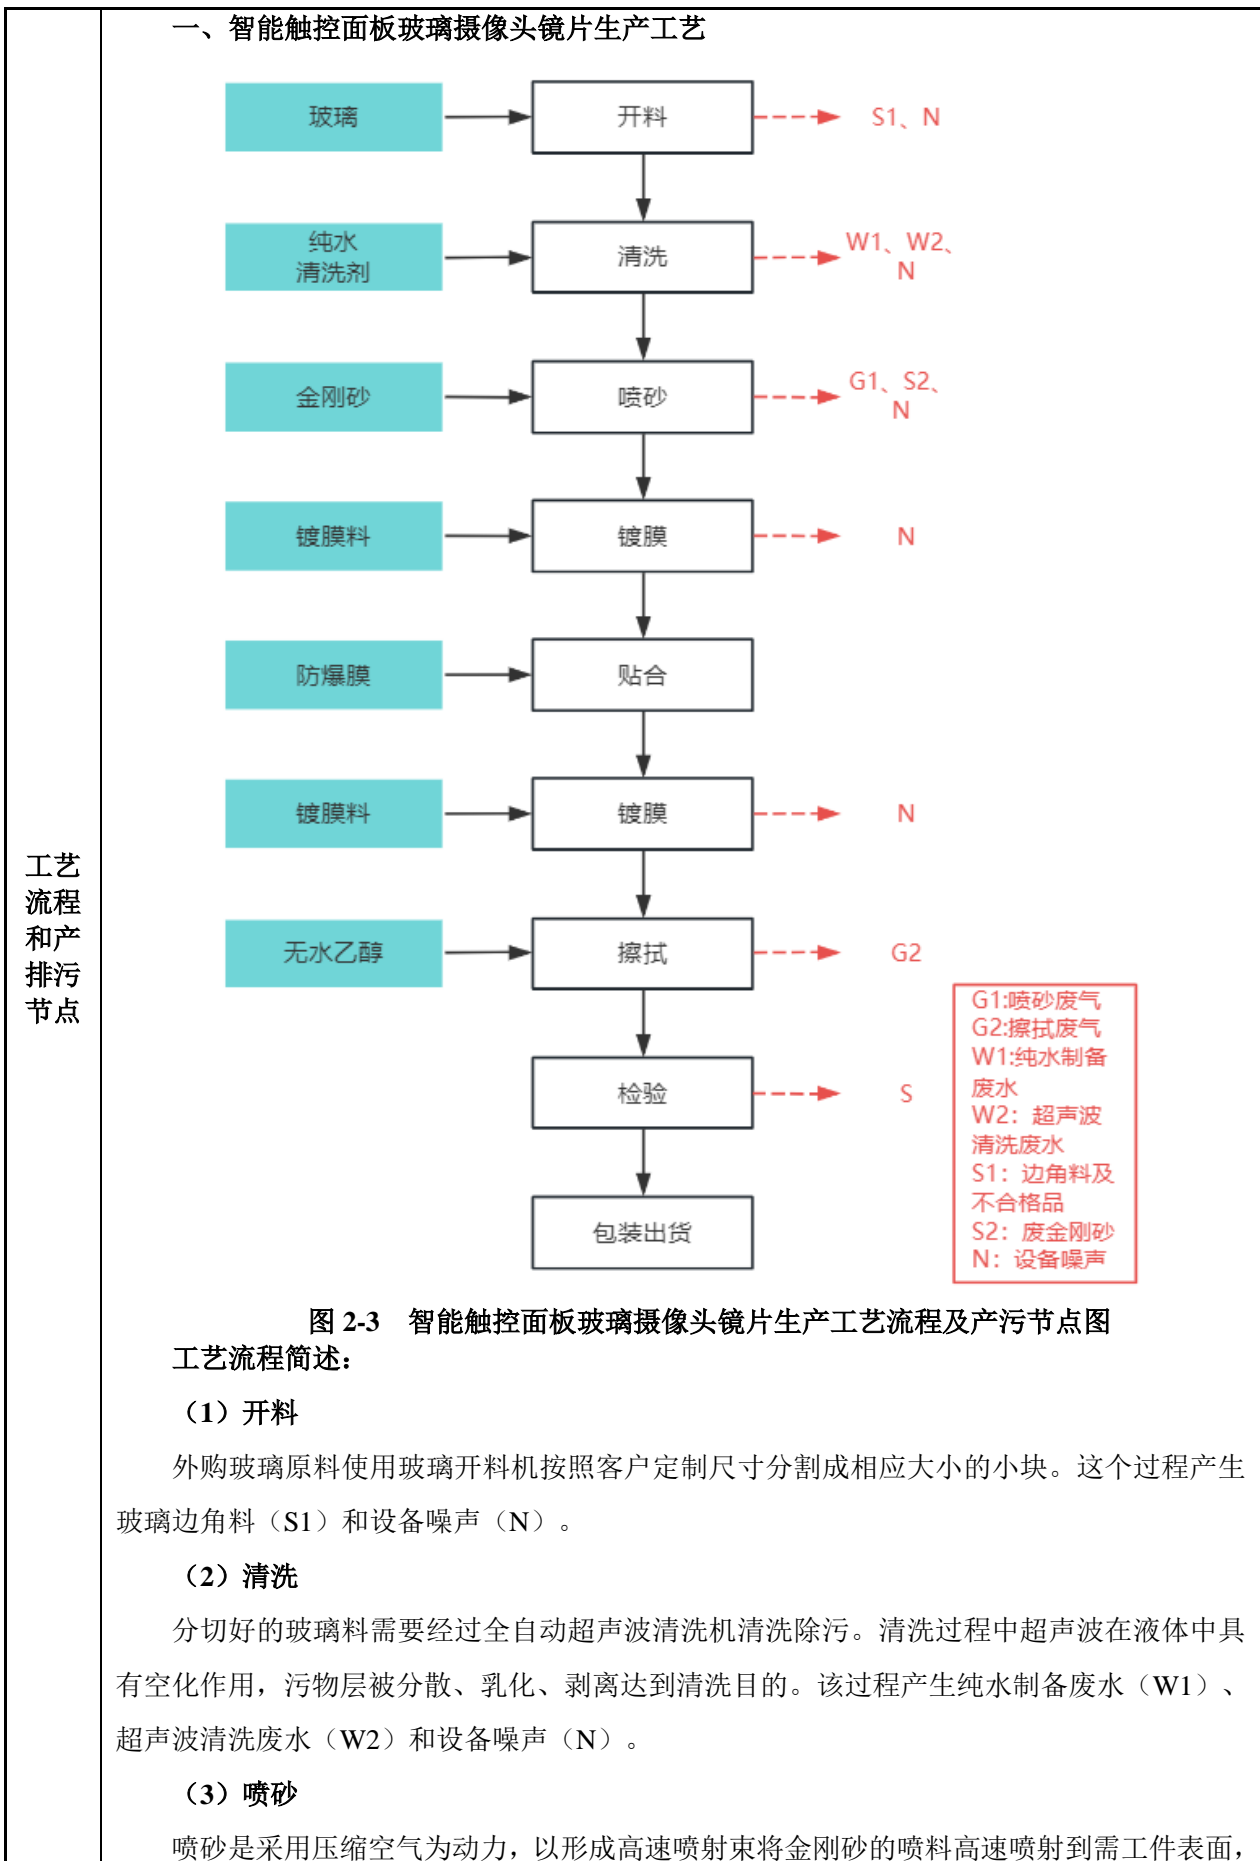 一、智能触控面板玻璃摄像头镜片生产工艺
玻璃
开料
S1、N
纯水
清洗剂
清洗
W1、W2、
N
金刚砂
喷砂
G1、S2、
N
镀膜料
镀膜
N
防爆膜
贴合
镀膜料
镀膜
N
无水乙醇
擦拭
G2
检验
S
包装出货
G1:喷砂废气
G2:擦拭废气
W1:纯水制备
废水
W2：超声波
清洗废水
S1：边角料及
不合格品
S2：废金刚砂
N：设备噪声
工艺
流程
和产
排污
节点
图 2-3 智能触控面板玻璃摄像头镜片生产工艺流程及产污节点图
工艺流程简述：
（1）开料
外购玻璃原料使用玻璃开料机按照客户定制尺寸分割成相应大小的小块。这个过程产生
玻璃边角料（S1）和设备噪声（N）。
（2）清洗
分切好的玻璃料需要经过全自动超声波清洗机清洗除污。清洗过程中超声波在液体中具
有空化作用，污物层被分散、乳化、剥离达到清洗目的。该过程产生纯水制备废水（W1）、
超声波清洗废水（W2）和设备噪声（N）。
（3）喷砂
喷砂是采用压缩空气为动力，以形成高速喷射束将金刚砂的喷料高速喷射到需工件表面，